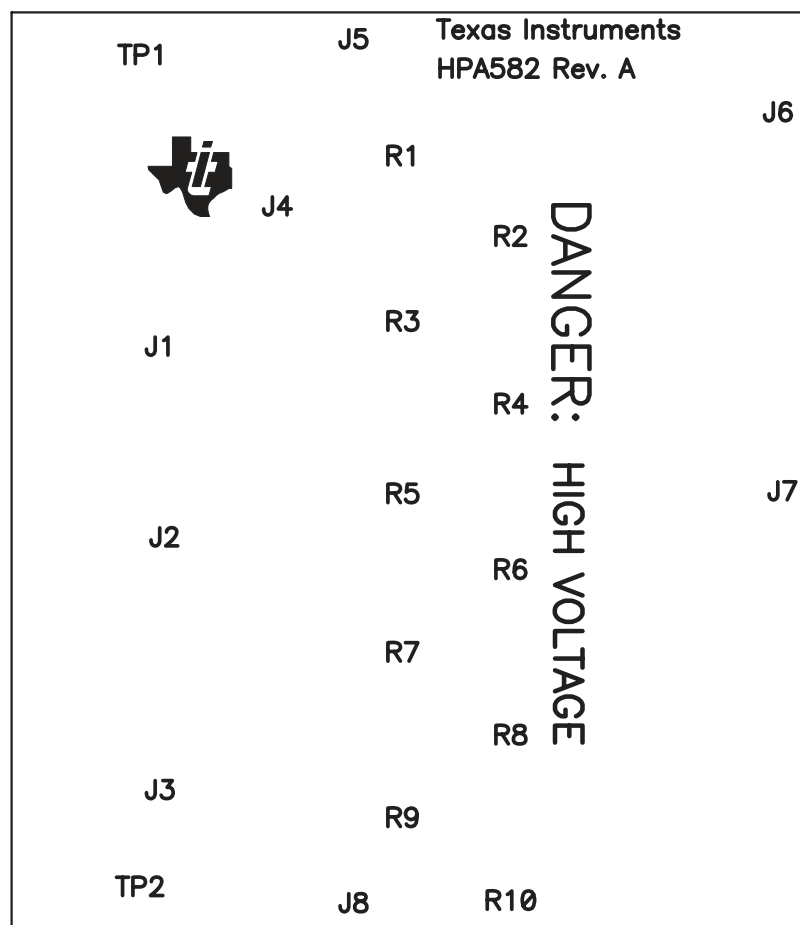 Texas Instruments
HPA582 Rev. A
TP1
J5
J6
R1
J4
R2
R3
J1
R4
R5
J7
J2
R6
R7
R8
J3
R9
TP2
J8
R10
DANGER: HIGH VOLTAGE